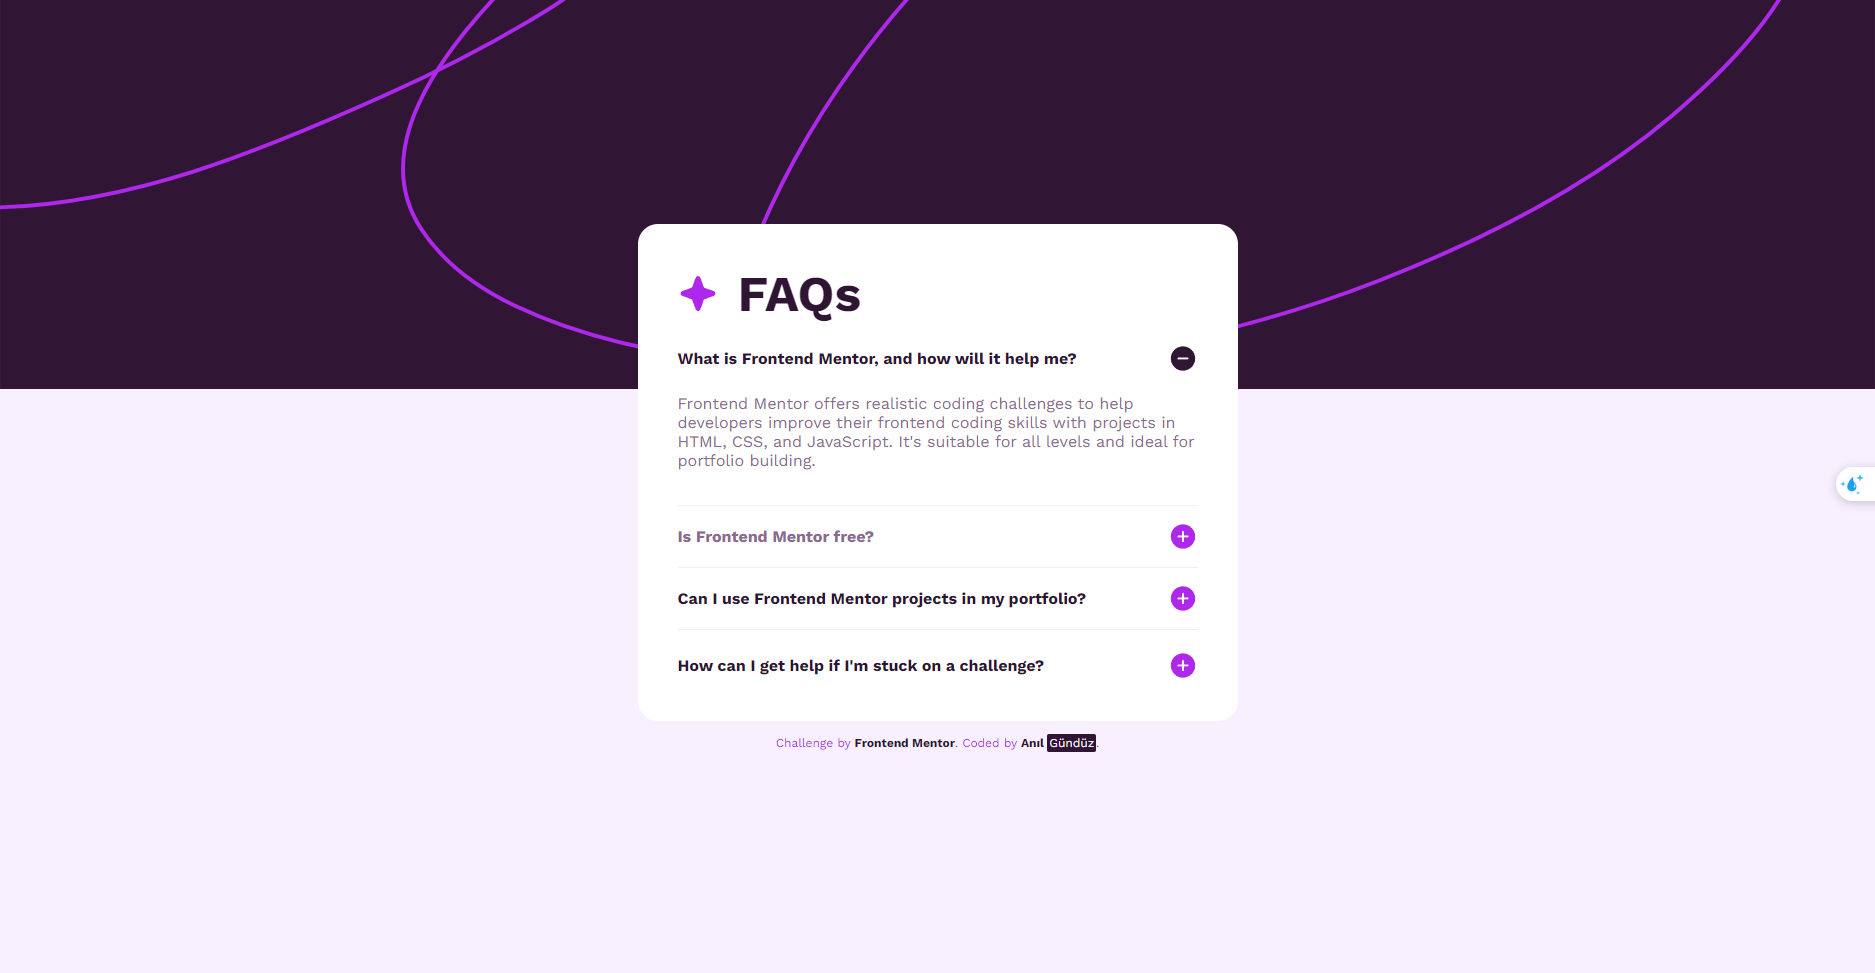 FAQs
What is Frontend Mentor, and how will it help me?
Frontend Mentor offers realistic coding challenges to help
developers improve their frontend coding skills with projects in
HTML, CSS, and JavaScript. It's suitable for all levels and ideal for
portfolio building.
Is Frontend Mentor free?
Can I use Frontend Mentor projects in my portfolio?
How can I get help if I'm stuck on a challenge?
Challenge by Frontend Mentor. Coded by Anıl Gündüz.